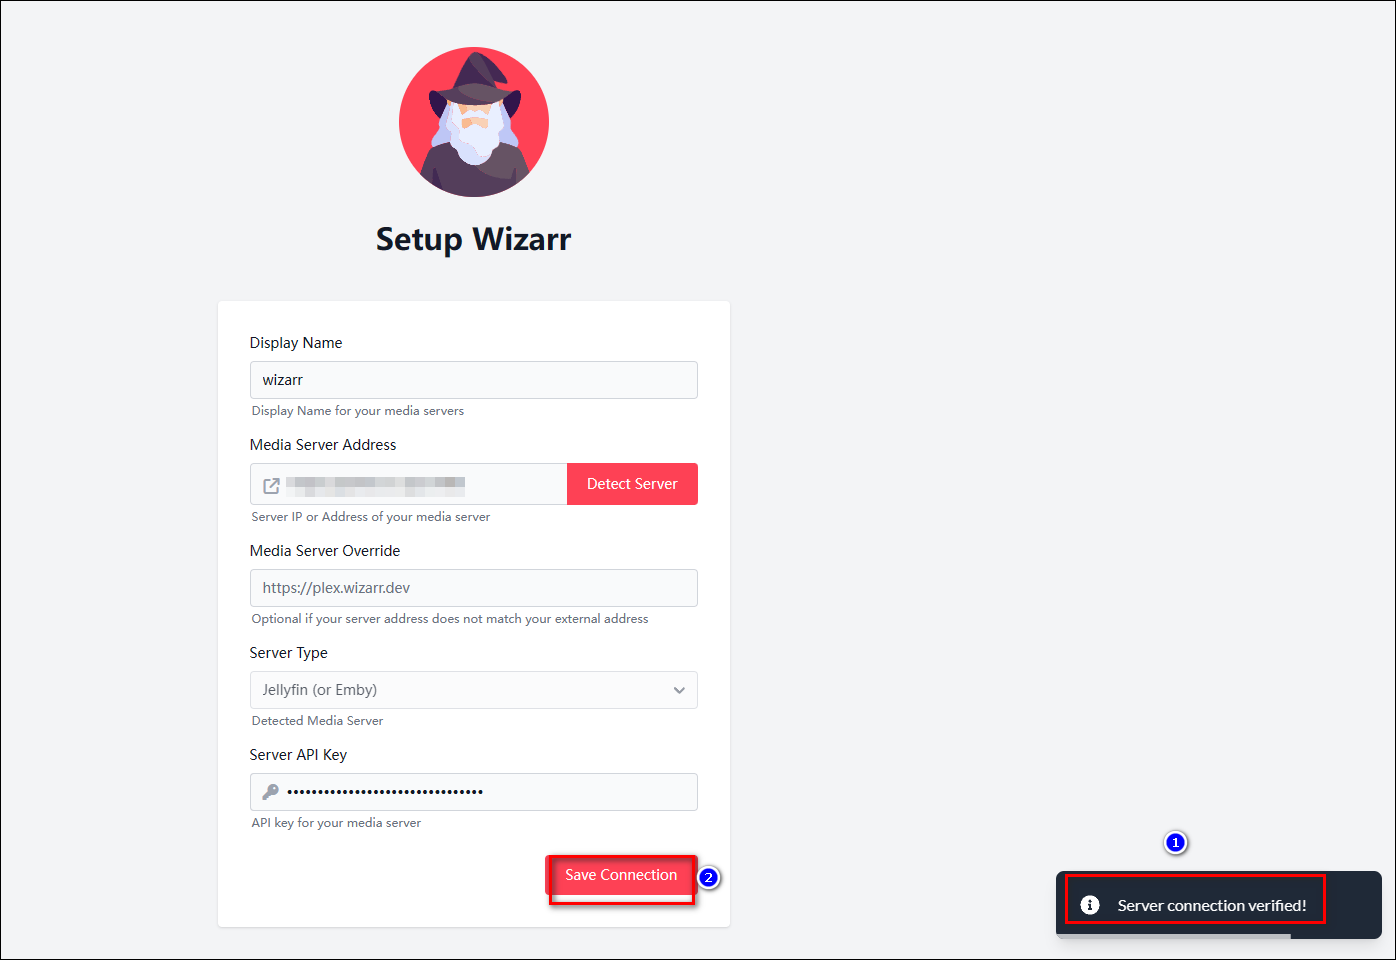 Setup Wizarr
Display Name
wizarr
Display Name for your media servers
Media Server Address
Detect Server
Server IP or Address of your media server
Media Server Override
https://plex.wizarr.dev
Optional if your server address does not match your external address
Server Type
Jellyfin (or Emby)
Detected Media Server
Server API Key
••••••••••••••••••••••••••••••••
API key for your media server
Save Connection
2
1
Server connection verified!